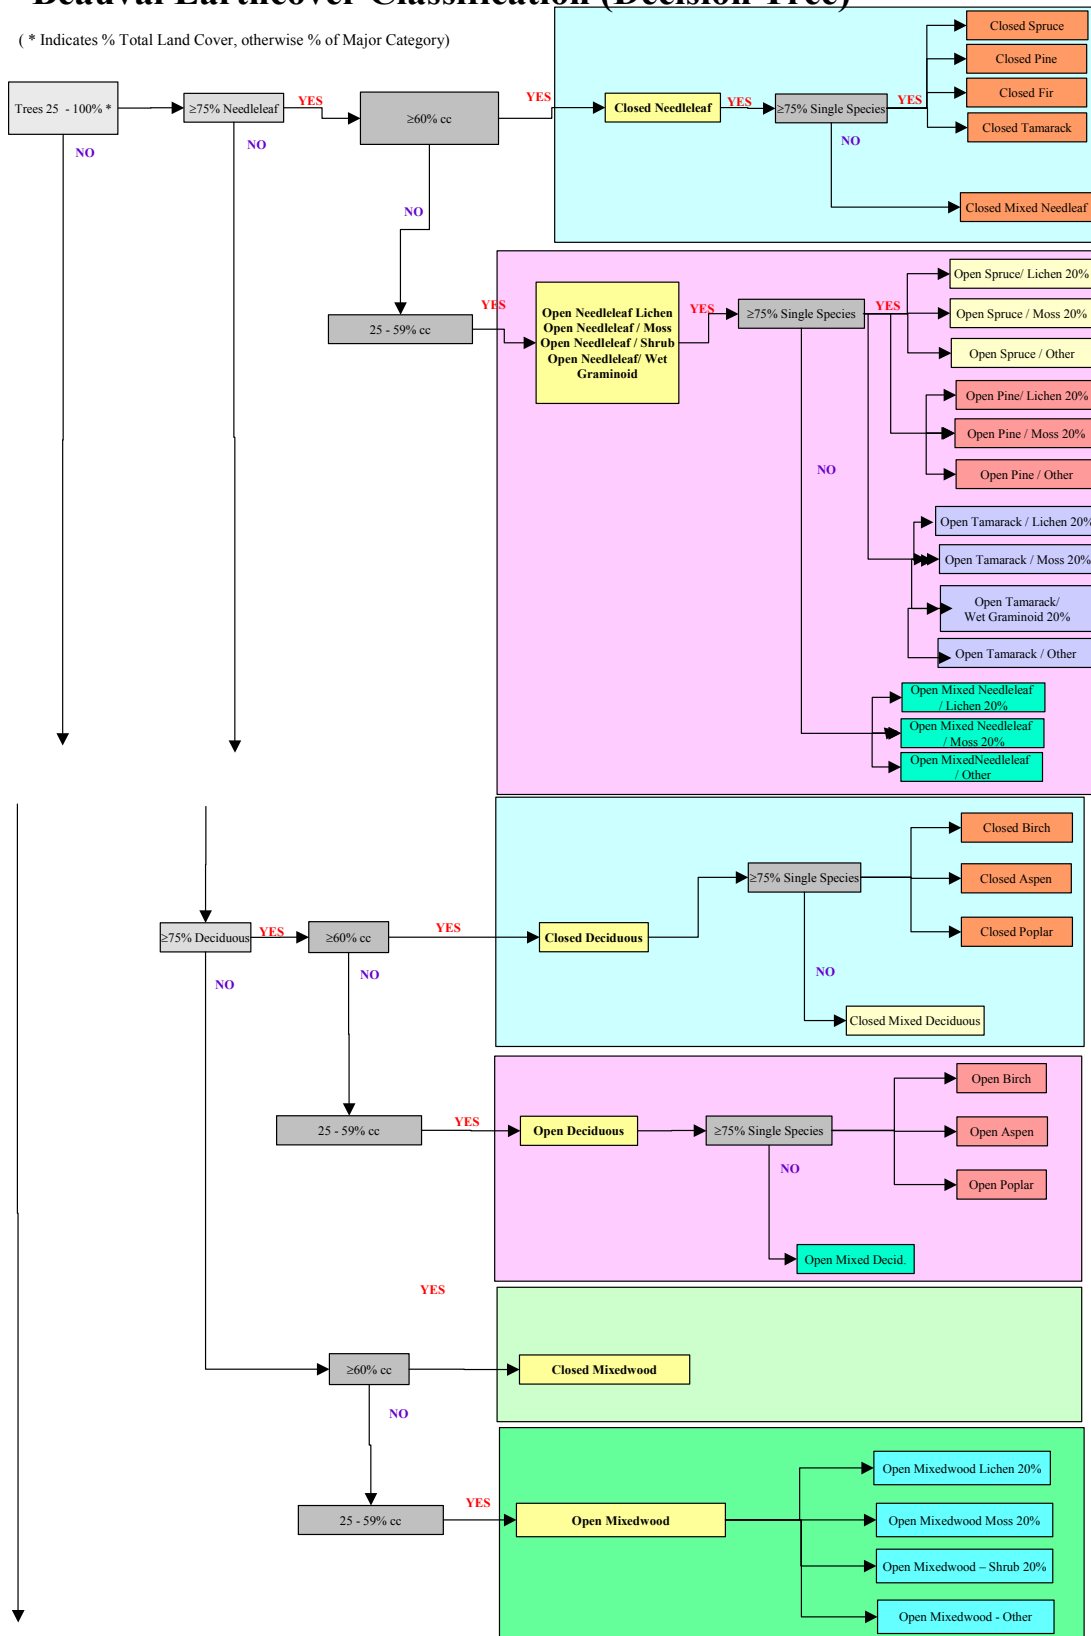 Beauval Earthcover Classification (Decision Tree)
( * Indicates % Total Land Cover, otherwise % of Major Category)
Trees 25 - 100% *
NO
≥75% Needleleaf
YES
NO
≥60% cc
YES
NO
Closed Needleleaf
YES
≥75% Single Species
YES
NO
Closed Spruce
Closed Pine
Closed Fir
Closed Tamarack
Closed Mixed Needleaf
25 - 59% cc
YES
Open Needleleaf Lichen
Open Needleleaf / Moss
Open Needleleaf / Shrub
Open Needleleaf/ Wet
Graminoid
YES
≥75% Single Species
YES
NO
Open Spruce/ Lichen 20%
Open Spruce / Moss 20%
Open Spruce / Other
Open Pine/ Lichen 20%
Open Pine / Moss 20%
Open Pine / Other
Open Tamarack / Lichen 20%
Open Tamarack / Moss 20%
Open Tamarack/
Wet Graminoid 20%
Open Tamarack / Other
Open Mixed Needleleaf
/ Lichen 20%
Open Mixed Needleleaf
/ Moss 20%
Open MixedNeedleleaf
/ Other
≥75% Deciduous
YES
NO
≥60% cc
YES
NO
Closed Deciduous
≥75% Single Species
NO
Closed Birch
Closed Aspen
Closed Poplar
Closed Mixed Deciduous
25 - 59% cc
YES
Open Deciduous
≥75% Single Species
NO
Open Birch
Open Aspen
Open Poplar
Open Mixed Decid.
YES
≥60% cc
NO
Closed Mixedwood
25 - 59% cc
YES
Open Mixedwood
Open Mixedwood Lichen 20%
Open Mixedwood Moss 20%
Open Mixedwood – Shrub 20%
Open Mixedwood - Other